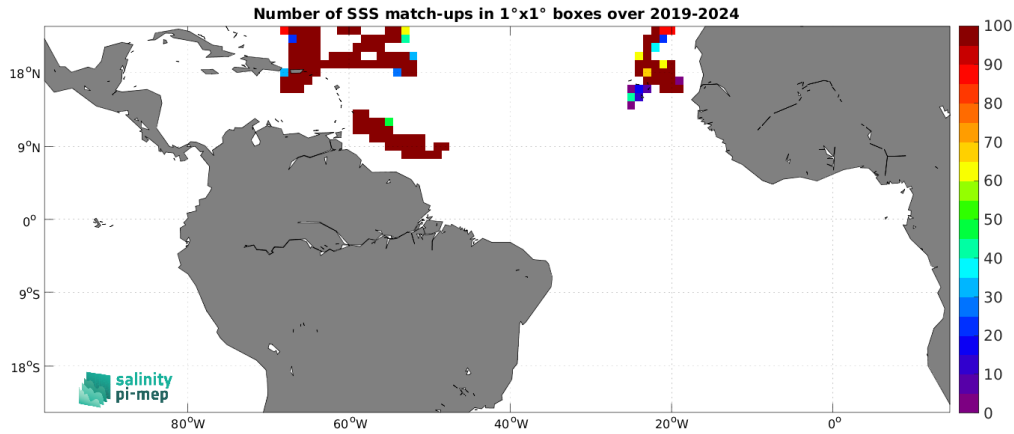 Number of SSS match-ups in 1°x1° boxes over 2019-2024
18°N
9°N
0°
9°S
18°S
80°W
60°W
40°W
20°W
0°
100
90
80
70
60
50
40
30
20
10
0
salinity
pi-mep